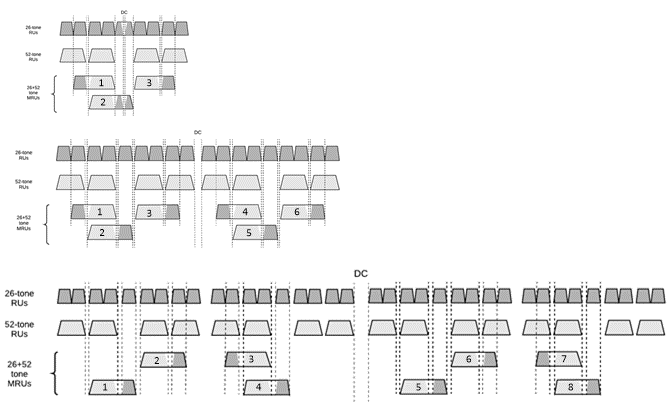 DC
26-tone
RUs
52-tone
RUs
26+52
tone
MRUs
1
3
2
DC
26-tone
RUs
52-tone
RUs
26+52
tone
MRUs
1
3
4
6
2
5
DC
26-tone
RUs
52-tone
RUs
26+52
tone
MRUs
2
3
6
7
1
4
5
8